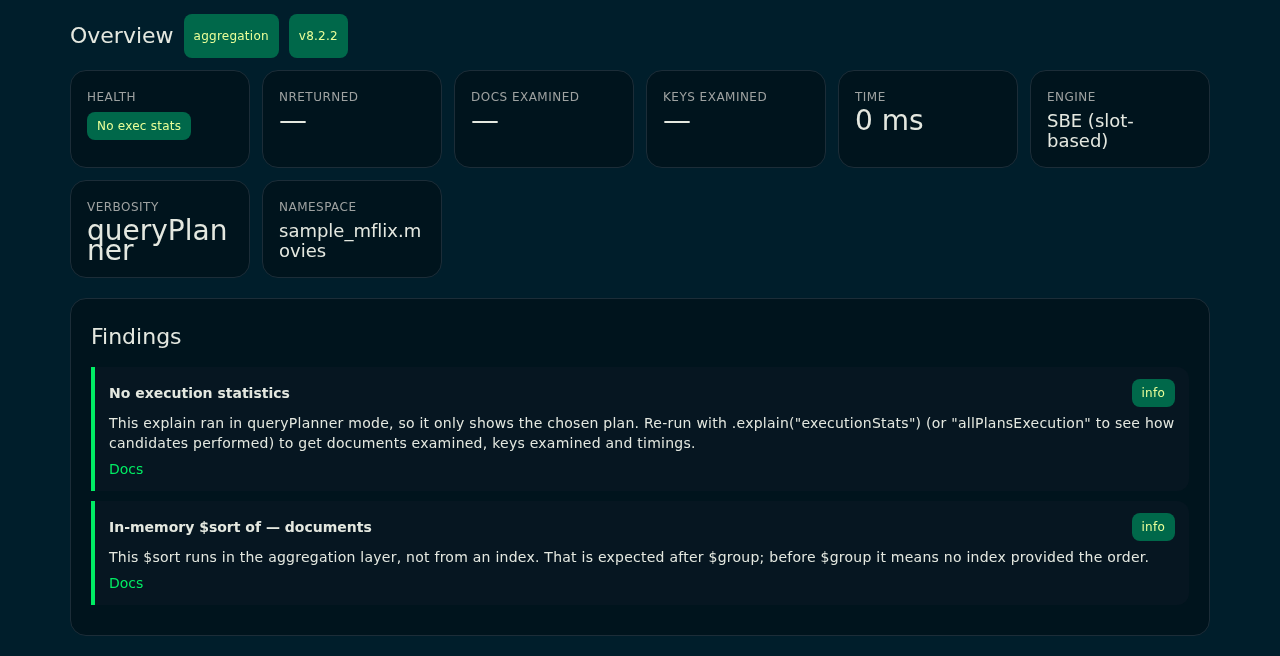 Overview
aggregation
v8.2.2
HEALTH
No exec stats
NRETURNED
—
DOCS EXAMINED
—
KEYS EXAMINED
—
TIME
0 ms
ENGINE
SBE (slot-
based)
VERBOSITY
queryPlan
ner
NAMESPACE
sample_mflix.m
ovies
Findings
No execution statistics
info
This explain ran in queryPlanner mode, so it only shows the chosen plan. Re-run with .explain("executionStats") (or "allPlansExecution" to see how
candidates performed) to get documents examined, keys examined and timings.
Docs
In-memory $sort of — documents
info
This $sort runs in the aggregation layer, not from an index. That is expected after $group; before $group it means no index provided the order.
Docs